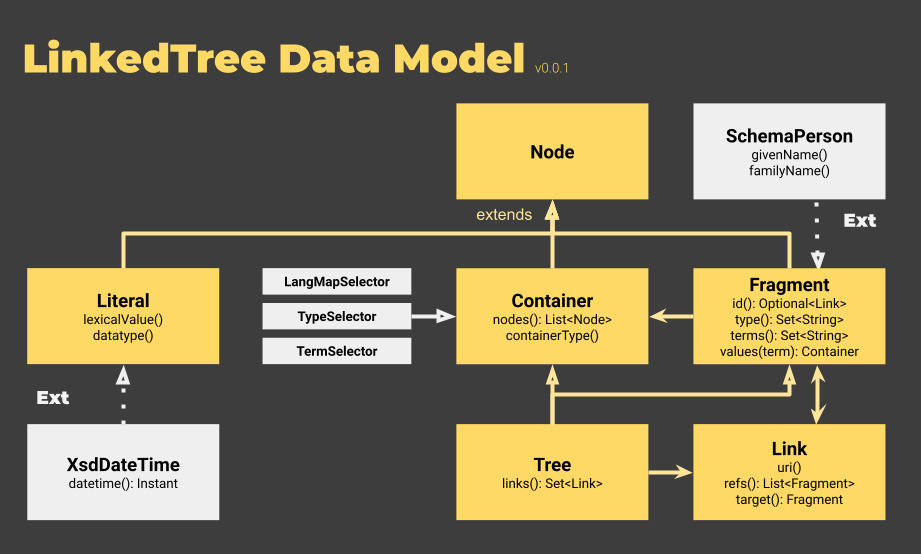 LinkedTree Data Model v0.0.1
Node
SchemaPerson
givenName()
familyName()
extends
Ext
Literal
lexicalValue()
datatype()
LangMapSelector
TypeSelector
TermSelector
Container
nodes(): List<Node>
containerType()
Fragment
id(): Optional<Link>
type(): Set<String>
terms(): Set<String>
values(term): Container
Ext
XsdDateTime
datetime(): Instant
Tree
links(): Set<Link>
Link
uri()
refs(): List<Fragment>
target(): Fragment